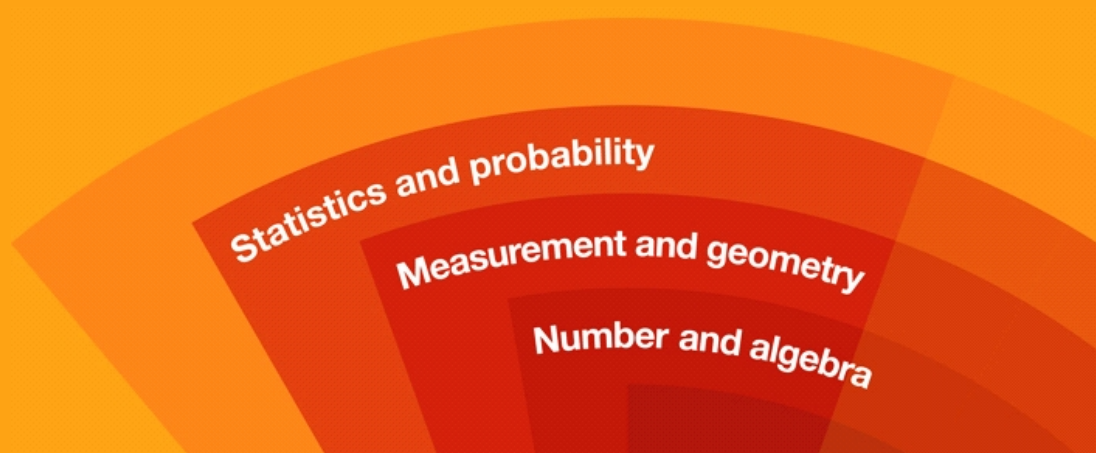 Statistics and probability
Measurement and geometry
Number and algebra